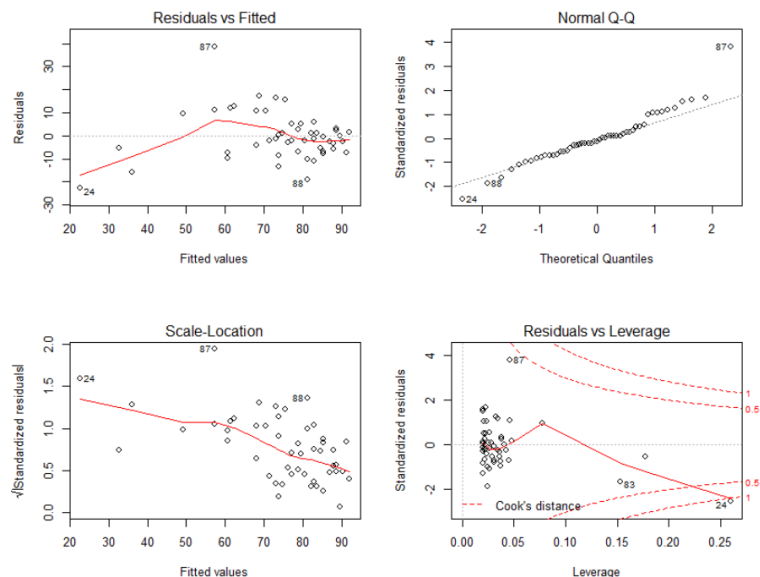 Residuals vs Fitted
Residuals
30
10
0
-10
-30
87
24
88
20 30 40 50 60 70 80 90
Fitted values
Normal Q-Q
Standardized residuals
4
3
2
1
0
-1
-2
87
88
24
-2 -1 0 1 2
Theoretical Quantiles
Scale-Location
√|Standardized residuals|
2.0
1.5
1.0
0.5
0.0
87
24
88
20 30 40 50 60 70 80 90
Fitted values
Residuals vs Leverage
Standardized residuals
4
2
0
-2
87
83
24
1
0.5
0.5
1
Cook's distance
0.00 0.05 0.10 0.15 0.20 0.25
Leverage